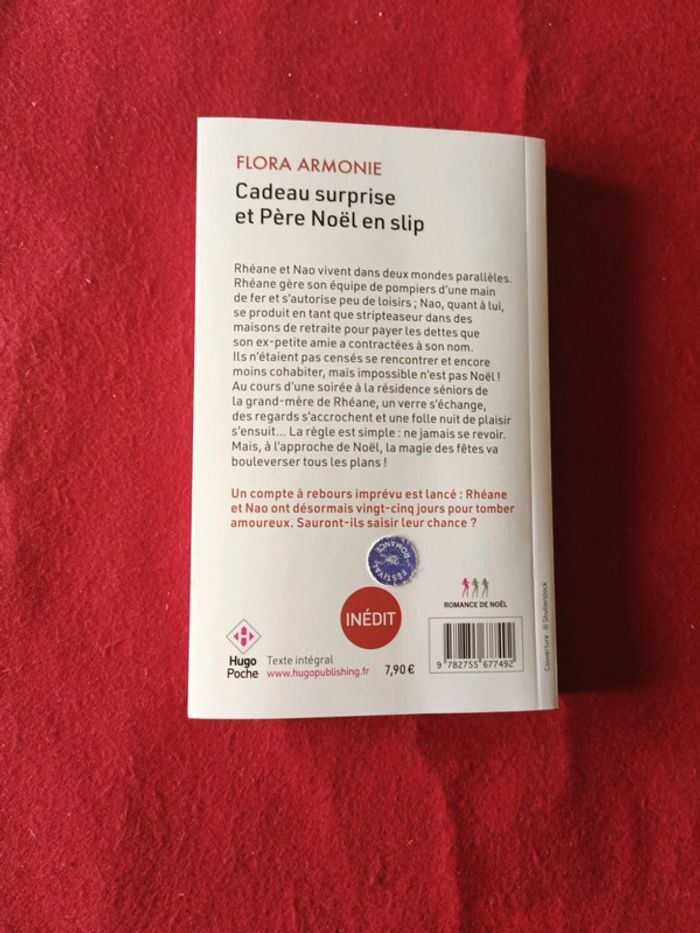 FLORA ARMONIE
Cadeau surprise
et Père Noël en slip
Rhéane et Nao vivent dans deux mondes parallèles.
Rhéane gère son équipe de pompiers d'une main
de fer et s'autorise peu de loisirs ; Nao, quant à lui,
se produit en tant que stripteaseur dans des
maisons de retraite pour payer les dettes que
son ex-petite amie a contractées à son nom.
Ils n'étaient pas censés se rencontrer et encore
moins cohabiter, mais impossible n'est pas Noël !
Au cours d'une soirée à la résidence séniors de
la grand-mère de Rhéane, un verre s'échange,
des regards s'accrochent et une folle nuit de plaisir
s'ensuit... La règle est simple : ne jamais se revoir.
Mais, à l'approche de Noël, la magie des fêtes va
bouleverser tous les plans !
Un compte à rebours imprévu est lancé : Rhéane
et Nao ont désormais vingt-cinq jours pour tomber
amoureux. Sauront-ils saisir leur chance ?
FESTIVAL
ROMANCE
INÉDIT
ROMANCE DE NOËL
Hugo
Poche
Texte intégral
www.hugopublishing.fr
7,90 €
9 782755 677492
Couverture : © Shutterstock